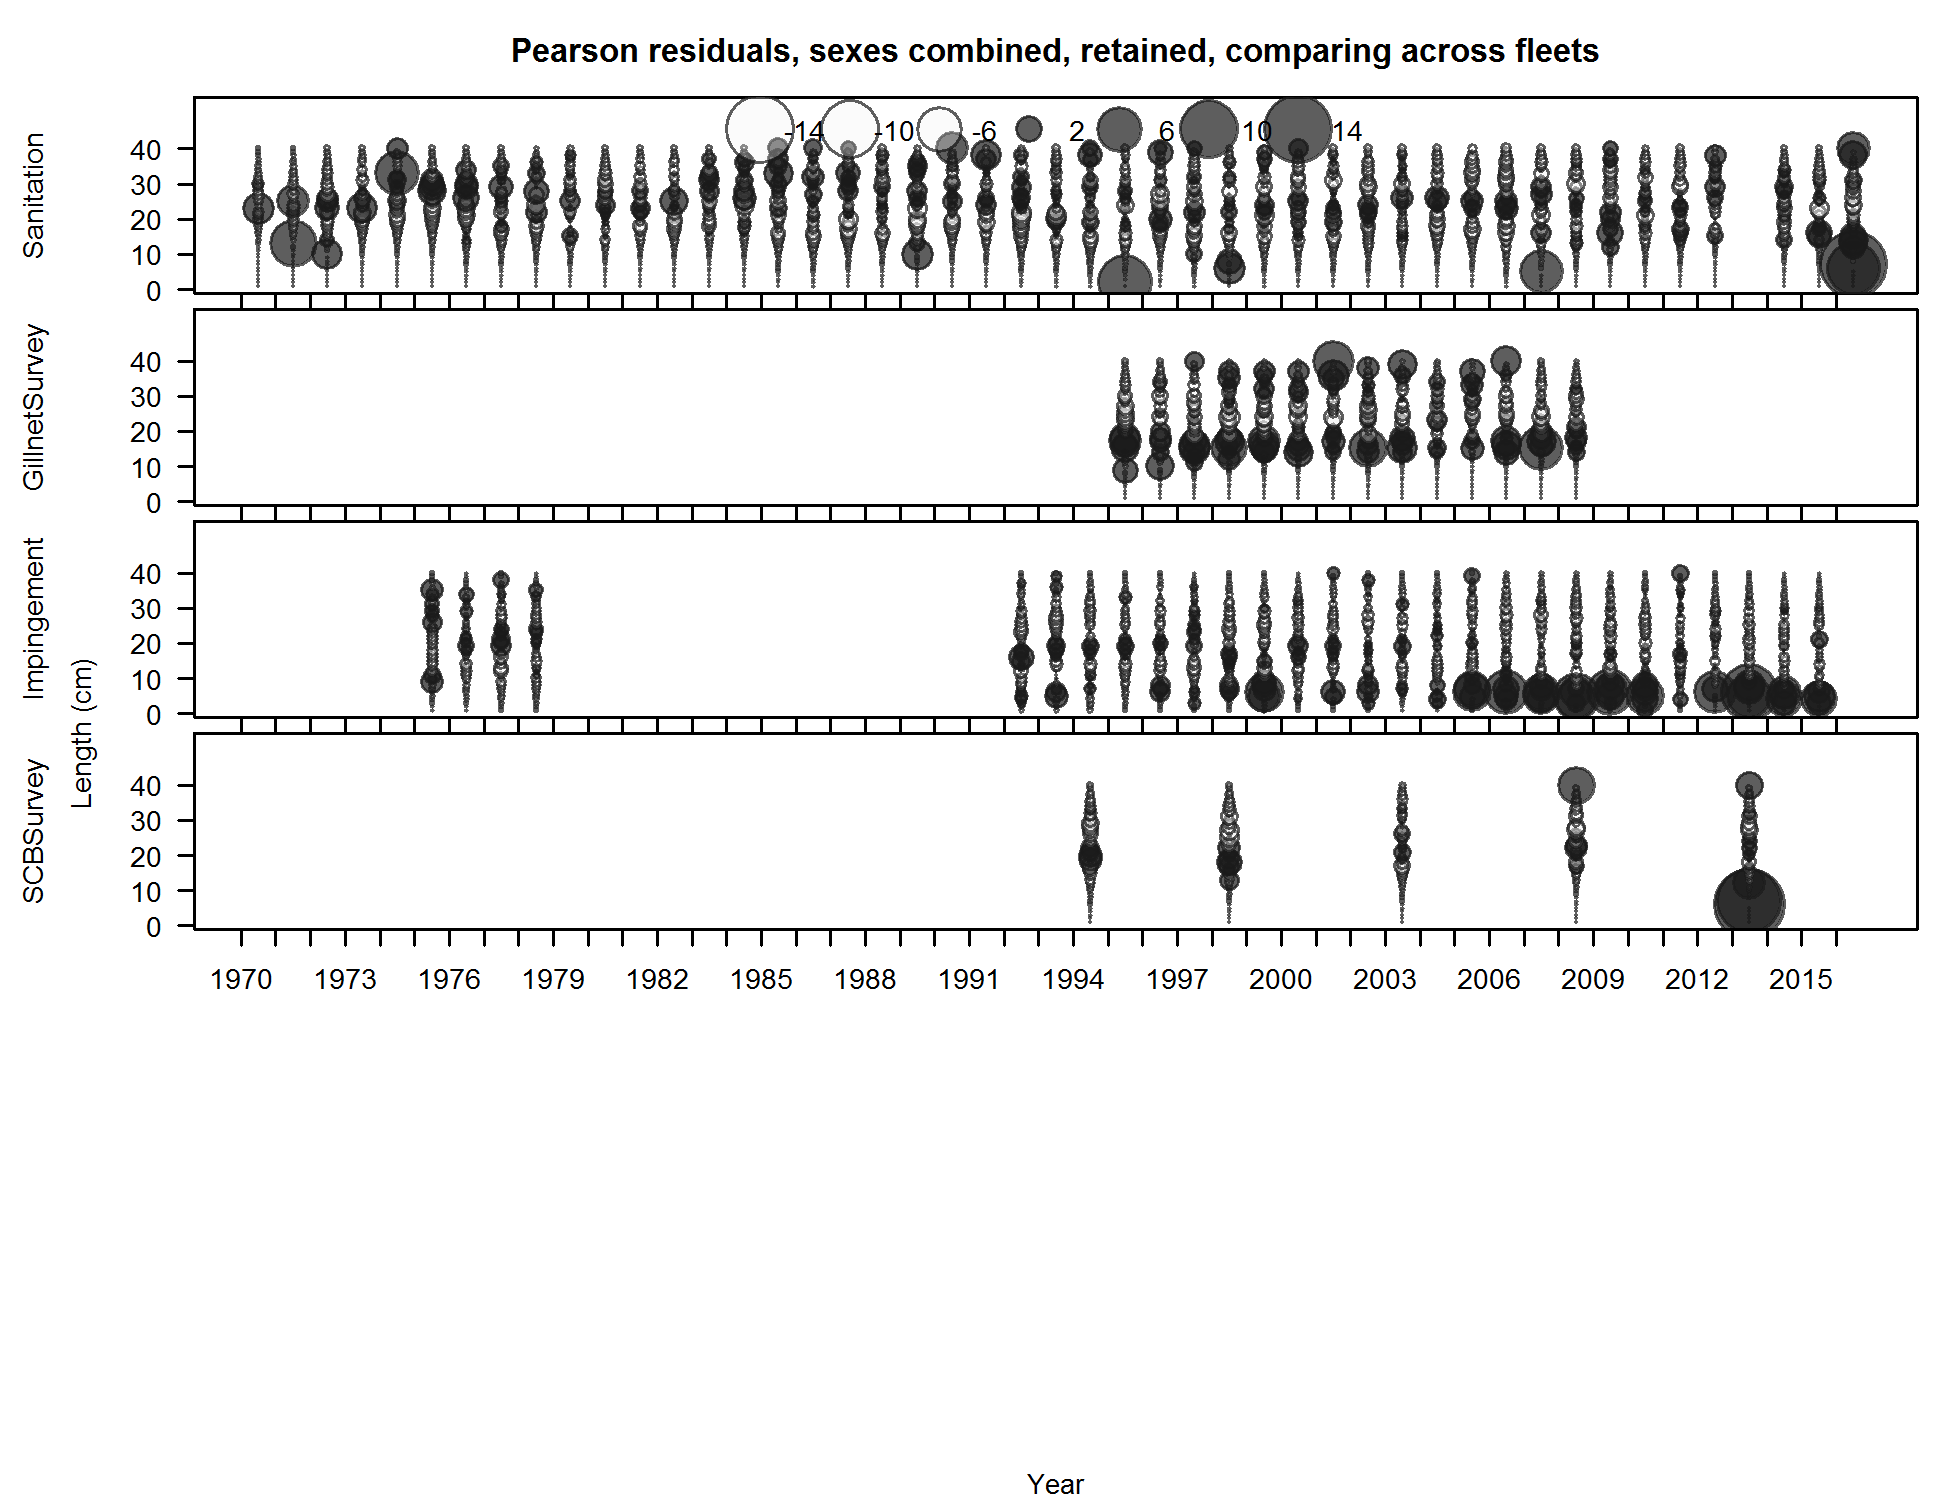 Pearson residuals, sexes combined, retained, comparing across fleets
-14 -10 -6 2 6 10 14
Sanitation
40
30
20
10
0
GillnetSurvey
40
30
20
10
0
Impingement
40
30
20
10
0
SCBSurvey
40
30
20
10
0
Length (cm)
1970 1973 1976 1979 1982 1985 1988 1991 1994 1997 2000 2003 2006 2009 2012 2015
Year